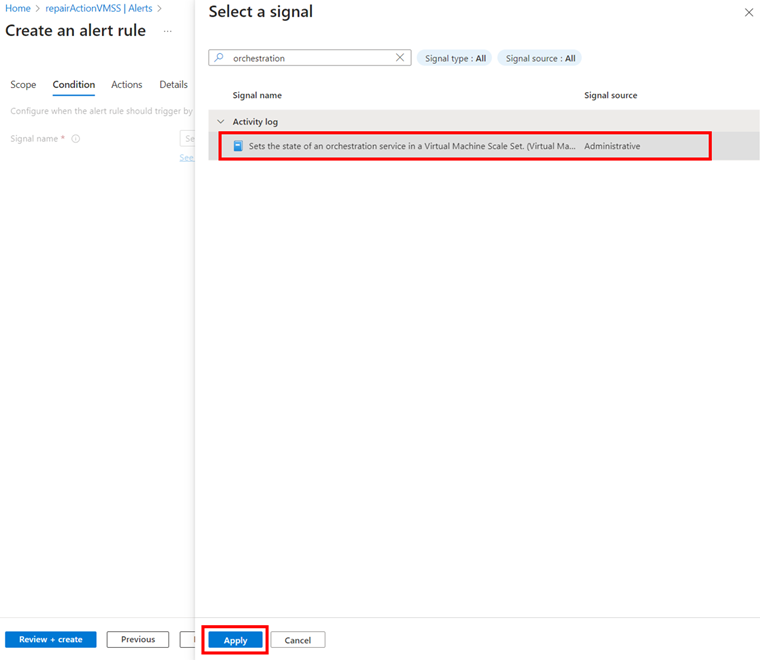 Home > repairActionVMSS | Alerts >
Create an alert rule ...
Scope Condition Actions Details
Configure when the alert rule should trigger by
Signal name *
Se
See
Review + create Previous
Select a signal
orchestration
Signal type : All Signal source : All
Signal name Signal source
Activity log
Sets the state of an orchestration service in a Virtual Machine Scale Set. (Virtual Ma... Administrative
Apply Cancel